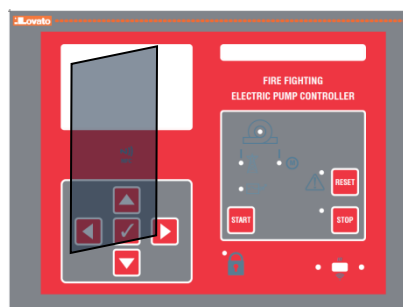 Lovato
FIRE FIGHTING
ELECTRIC PUMP CONTROLLER
RESET
START
STOP